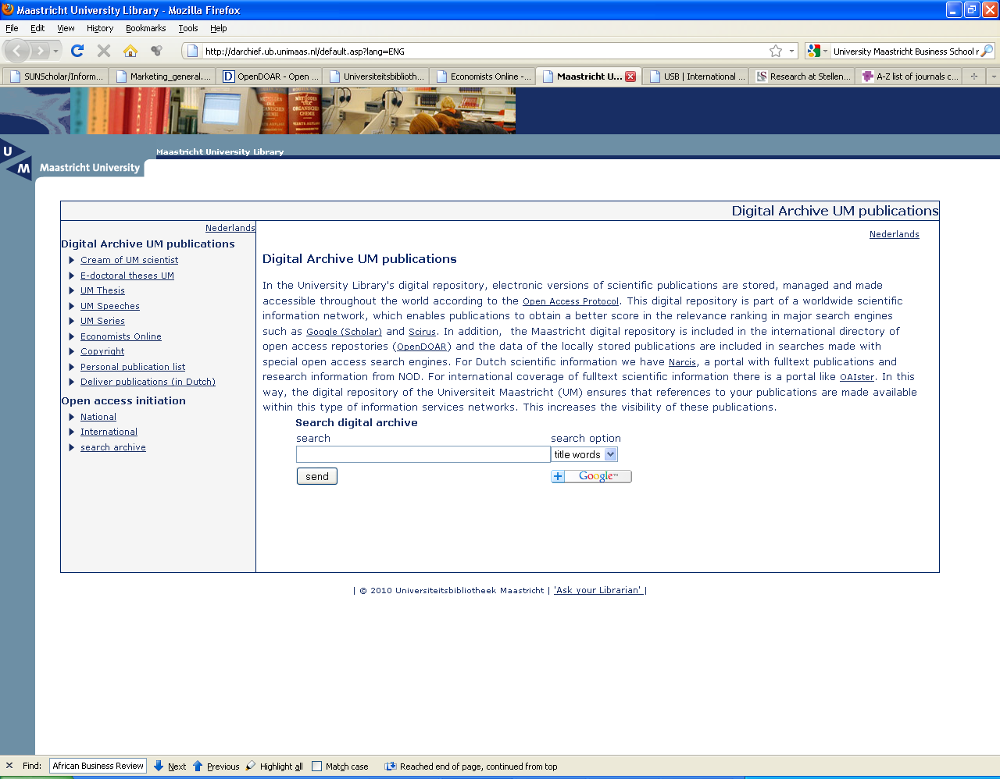 Maastricht University Library - Mozilla Firefox
File Edit View History Bookmarks Tools Help
http://darchief.ub.unimaas.nl/default.asp?lang=ENG
University Maastricht Business School r
SUNScholar/Inform... Marketing_general.... OpenDOAR - Open ... Universiteitsbiblioth... Economists Online -... Maastricht U... USB | International ... Research at Stellen... A-Z list of journals c...
Maastricht University Library
U
M Maastricht University
Digital Archive UM publications
Nederlands
Digital Archive UM publications
Cream of UM scientist
E-doctoral theses UM
UM Thesis
UM Speeches
UM Series
Economists Online
Copyright
Personal publication list
Deliver publications (in Dutch)
Open access initiation
National
International
search archive
Nederlands
Digital Archive UM publications
In the University Library's digital repository, electronic versions of scientific publications are stored, managed and made
accessible throughout the world according to the Open Access Protocol. This digital repository is part of a worldwide scientific
information network, which enables publications to obtain a better score in the relevance ranking in major search engines
such as Google (Scholar) and Scirus. In addition, the Maastricht digital repository is included in the international directory of
open access repostories (OpenDOAR) and the data of the locally stored publications are included in searches made with
special open access search engines. For Dutch scientific information we have Narcis, a portal with fulltext publications and
research information from NOD. For international coverage of fulltext scientific information there is a portal like OAIster. In this
way, the digital repository of the Universiteit Maastricht (UM) ensures that references to your publications are made available
within this type of information services networks. This increases the visibility of these publications.
Search digital archive
search search option
title words
send + Google™
| © 2010 Universiteitsbibliotheek Maastricht | 'Ask your Librarian' |
Find: African Business Review Next Previous Highlight all Match case Reached end of page, continued from top